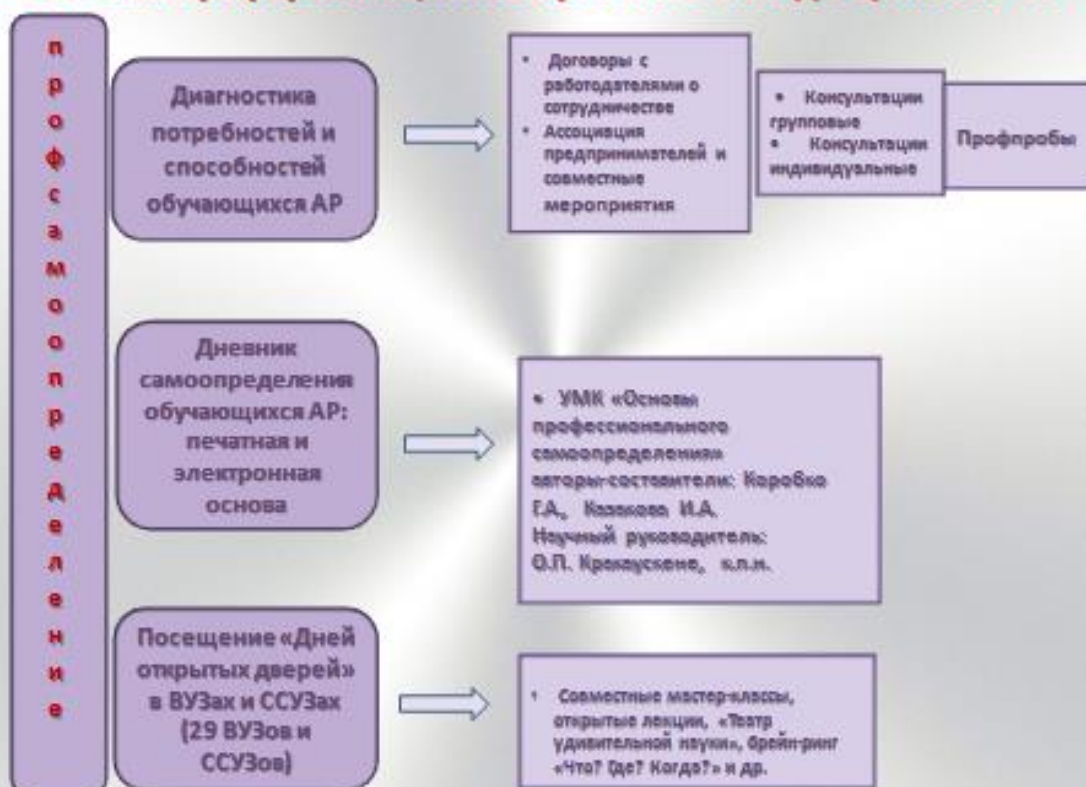 профсамоопределение
Диагностика
потребностей и
способностей
обучающихся АР
• Договоры с
работодателями о
сотрудничестве
• Ассоциация
предпринимателей и
совместные
мероприятия
• Консультации
групповые
• Консультации
индивидуальные
Профпробы
Дневник
самоопределения
обучающихся АР:
печатная и
электронная
основа
• УМК «Основы
профессионального
самоопределения»
авторы-составители: Коробко
Г.А., Казакова И.А.
Научный руководитель:
О.П. к.п.н.
Посещение «Дней
открытых дверей»
в ВУЗах и ССУЗах
(29 ВУЗов и
ССУЗов)
• Совместные мастер-классы,
открытые лекции, «Театр
удивительной науки», брейн-ринг
«Что? Где? Когда?» и др.